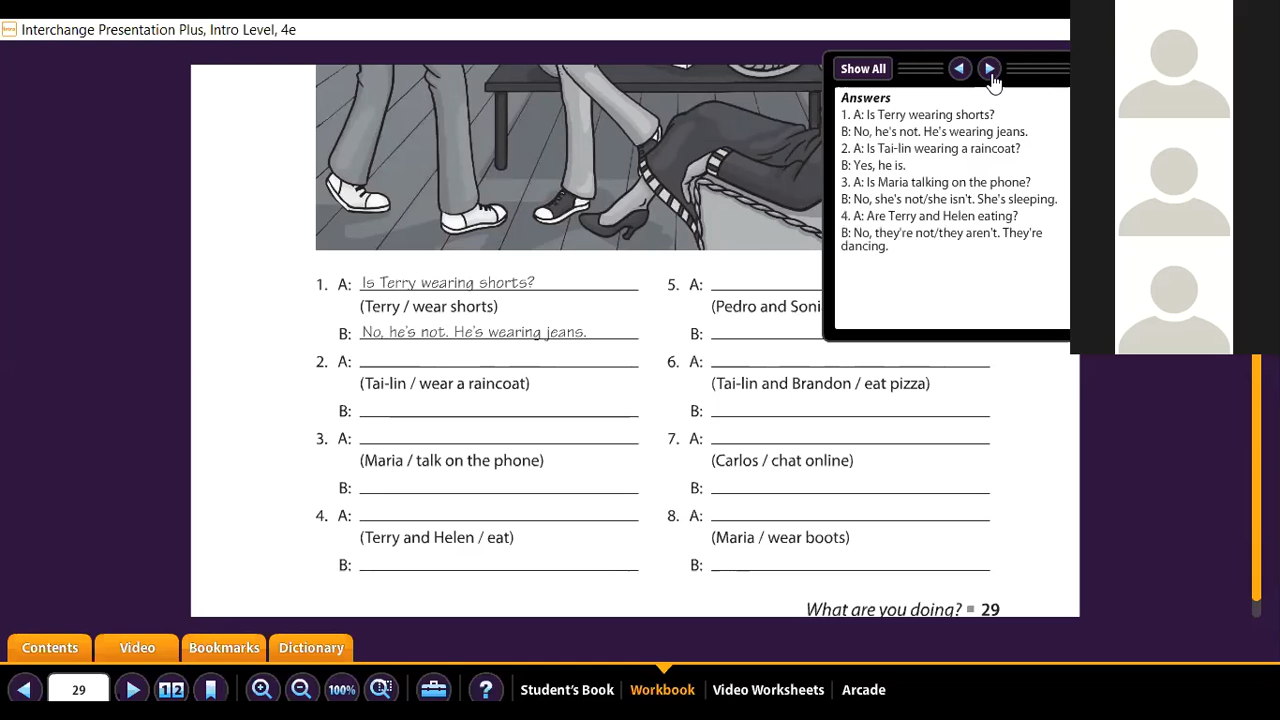 Interchange Presentation Plus, Intro Level, 4e
Show All
Answers
1. A: Is Terry wearing shorts?
B: No, he's not. He's wearing jeans.
2. A: Is Tai-lin wearing a raincoat?
B: Yes, he is.
3. A: Is Maria talking on the phone?
B: No, she's not/she isn't. She's sleeping.
4. A: Are Terry and Helen eating?
B: No, they're not/they aren't. They're
dancing.
1. A: Is Terry wearing shorts?
(Terry / wear shorts)
B: No, he's not. He's wearing jeans.
2. A:
(Tai-lin / wear a raincoat)
B:
3. A:
(Maria / talk on the phone)
B:
4. A:
(Terry and Helen / eat)
B:
5. A:
(Pedro and Soni
B:
6. A:
(Tai-lin and Brandon / eat pizza)
B:
7. A:
(Carlos / chat online)
B:
8. A:
(Maria / wear boots)
B:
What are you doing? ■ 29
Contents Video Bookmarks Dictionary
29 12 100% ? Student's Book Workbook Video Worksheets Arcade